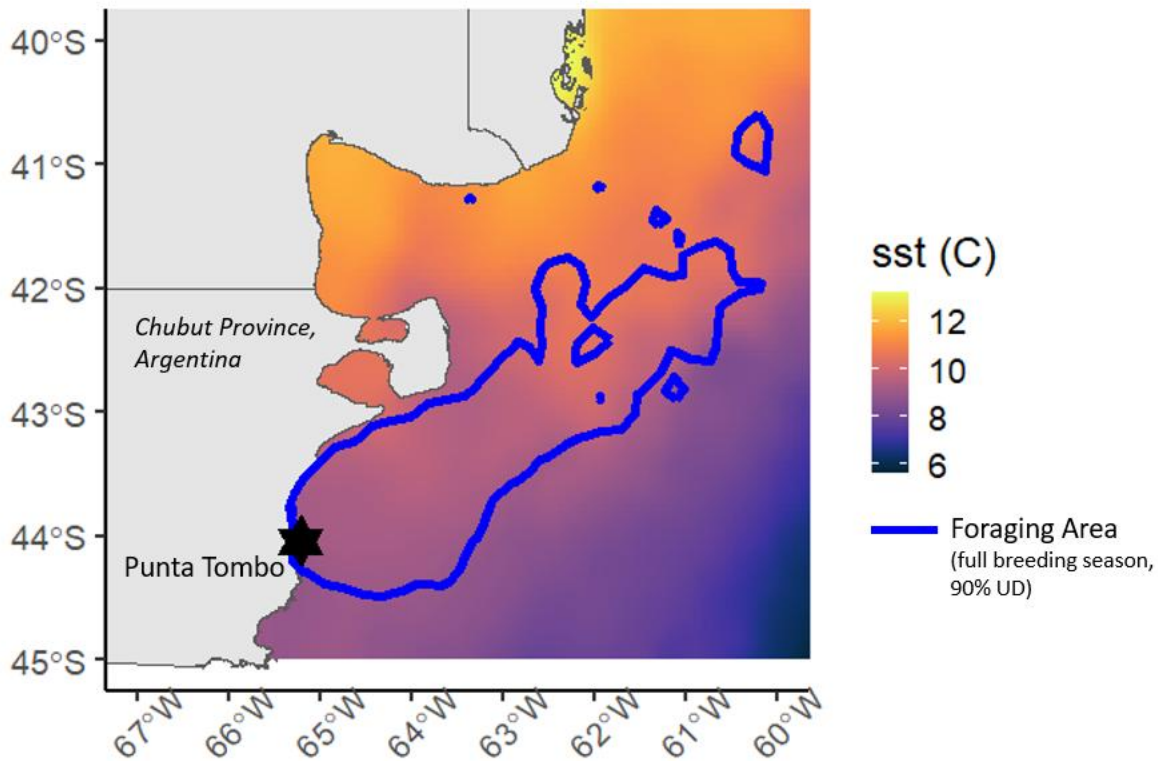 40°S
41°S
42°S
43°S
44°S
45°S
Chubut Province,
Argentina
Punta Tombo
67°W
66°W
65°W
64°W
63°W
62°W
61°W
60°W
sst (C)
12
10
8
6
Foraging Area
(full breeding season,
90% UD)